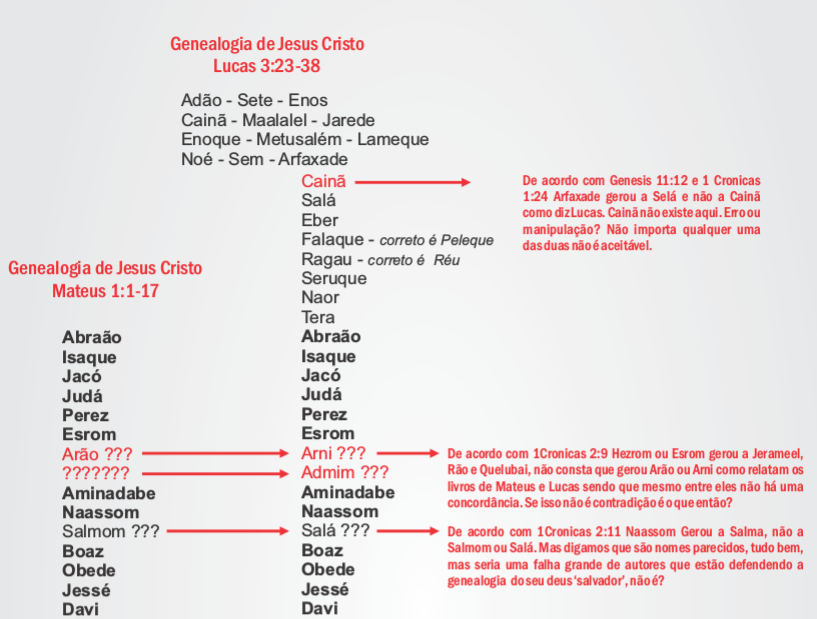 Genealogia de Jesus Cristo
Lucas 3:23-38
Adão - Sete - Enos
Cainã - Maalalel - Jarede
Enoque - Metusalém - Lameque
Noé - Sem - Arfaxade
Cainã
Salá
Eber
Falaque - correto é Peleque
Ragau - correto é Réu
Seruque
Naor
Tera
Abraão
Isaque
Jacó
Judá
Perez
Esrom
Arni ???
Admim ???
Aminadabe
Naassom
Salá ???
Boaz
Obede
Jessé
Davi
Genealogia de Jesus Cristo
Mateus 1:1-17
Abraão
Isaque
Jacó
Judá
Perez
Esrom
Arão ???
???????
Aminadabe
Naassom
Salmom ???
Boaz
Obede
Jessé
Davi
De acordo com Genesis 11:12 e 1 Cronicas
1:24 Arfaxade gerou a Selá e não a Cainã
como diz Lucas. Cainã não existe aqui. Erro ou
manipulação? Não importa qualquer uma
das duas não é aceitável.
De acordo com 1Cronicas 2:9 Hezrom ou Esrom gerou a Jerameel,
Rão e Quelubai, não consta que gerou Arão ou Arni como relatam os
livros de Mateus e Lucas sendo que mesmo entre eles não há uma
concordância. Se isso não é contradição é o que então?
De acordo com 1Cronicas 2:11 Naassom Gerou a Salma, não a
Salmom ou Salá. Mas digamos que são nomes parecidos, tudo bem,
mas seria uma falha grande de autores que estão defendendo a
genealogia do seu deus 'salvador', não é?